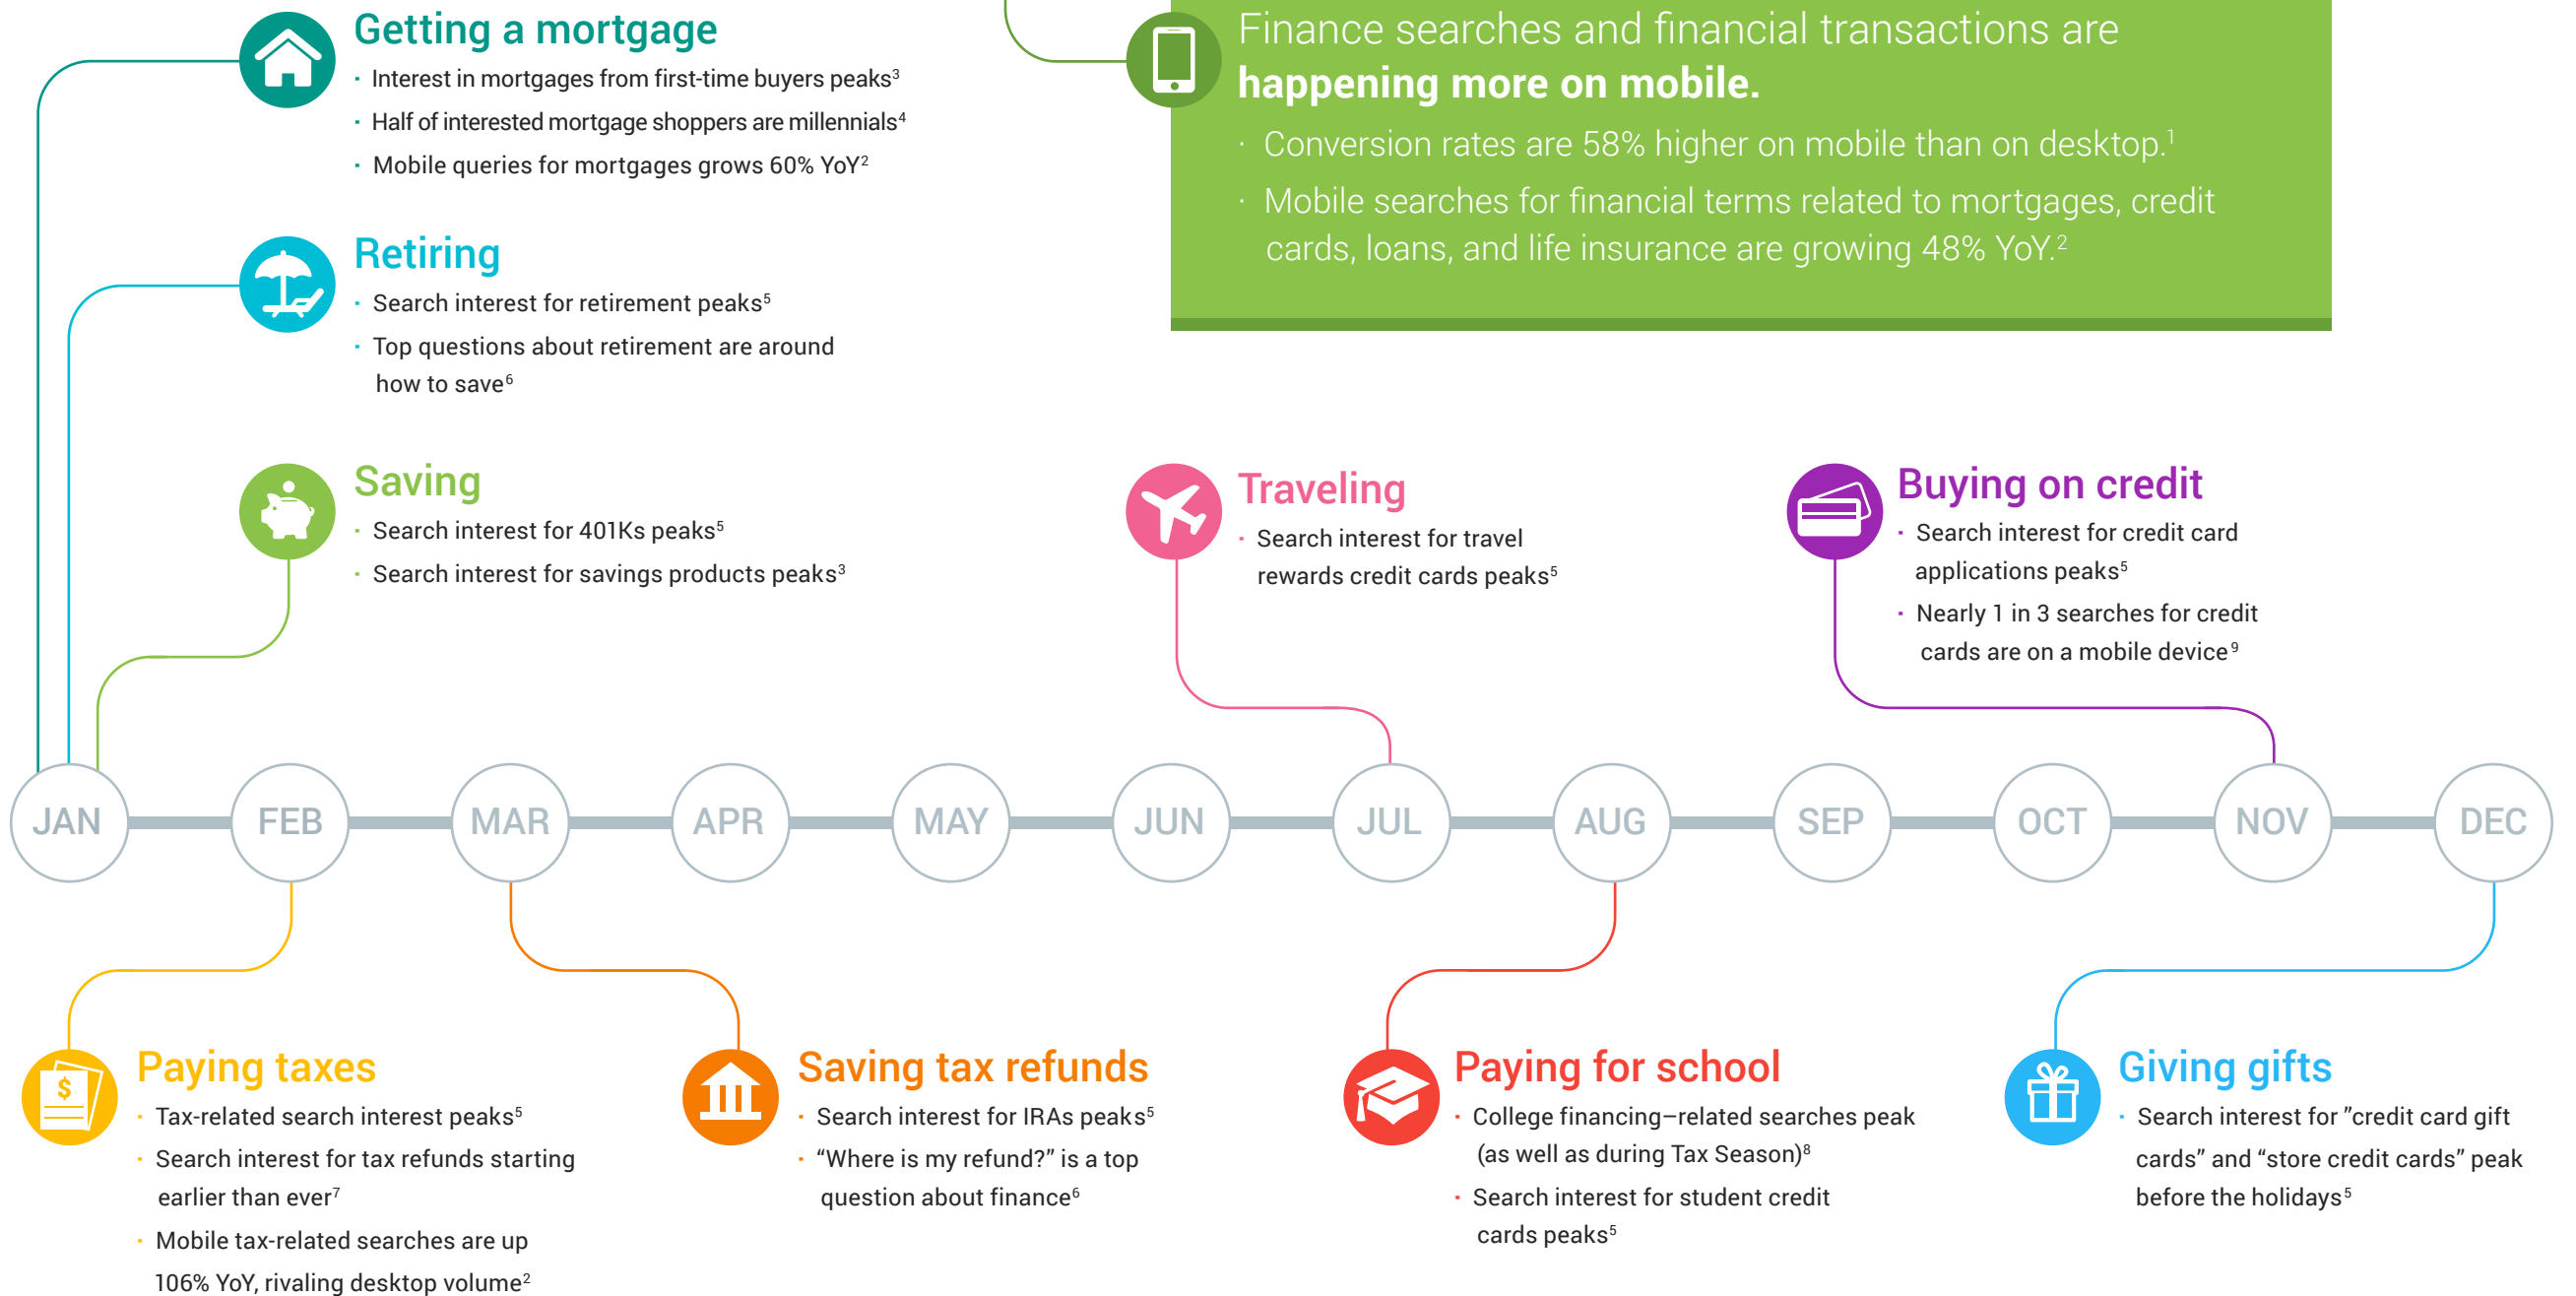 Getting a mortgage
· Interest in mortgages from first-time buyers peaks³
· Half of interested mortgage shoppers are millennials⁴
· Mobile queries for mortgages grows 60% YoY²
Finance searches and financial transactions are
happening more on mobile.
· Conversion rates are 58% higher on mobile than on desktop.¹
· Mobile searches for financial terms related to mortgages, credit
cards, loans, and life insurance are growing 48% YoY.²
Retiring
· Search interest for retirement peaks⁵
· Top questions about retirement are around
how to save⁶
Saving
· Search interest for 401Ks peaks⁵
· Search interest for savings products peaks³
Traveling
· Search interest for travel
rewards credit cards peaks⁵
Buying on credit
· Search interest for credit card
applications peaks⁵
· Nearly 1 in 3 searches for credit
cards are on a mobile device⁹
JAN
FEB
MAR
APR
MAY
JUN
JUL
AUG
SEP
OCT
NOV
DEC
$
Paying taxes
· Tax-related search interest peaks⁵
· Search interest for tax refunds starting
earlier than ever⁷
· Mobile tax-related searches are up
106% YoY, rivaling desktop volume²
Saving tax refunds
· Search interest for IRAs peaks⁵
· “Where is my refund?” is a top
question about finance⁶
Paying for school
· College financing–related searches peak
(as well as during Tax Season)⁸
· Search interest for student credit
cards peaks⁵
Giving gifts
· Search interest for ”credit card gift
cards” and “store credit cards” peak
before the holidays⁵